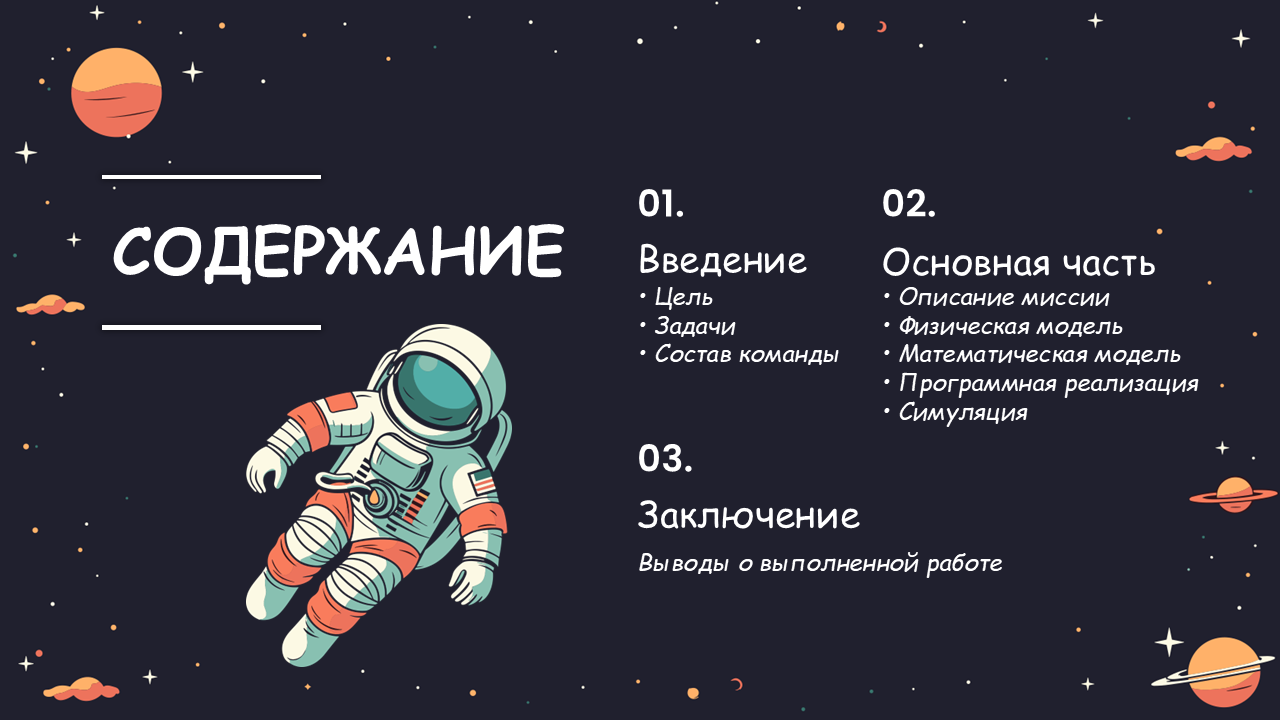 СОДЕРЖАНИЕ
01.
Введение
• Цель
• Задачи
• Состав команды
02.
Основная часть
• Описание миссии
• Физическая модель
• Математическая модель
• Программная реализация
• Симуляция
03.
Заключение
Выводы о выполненной работе